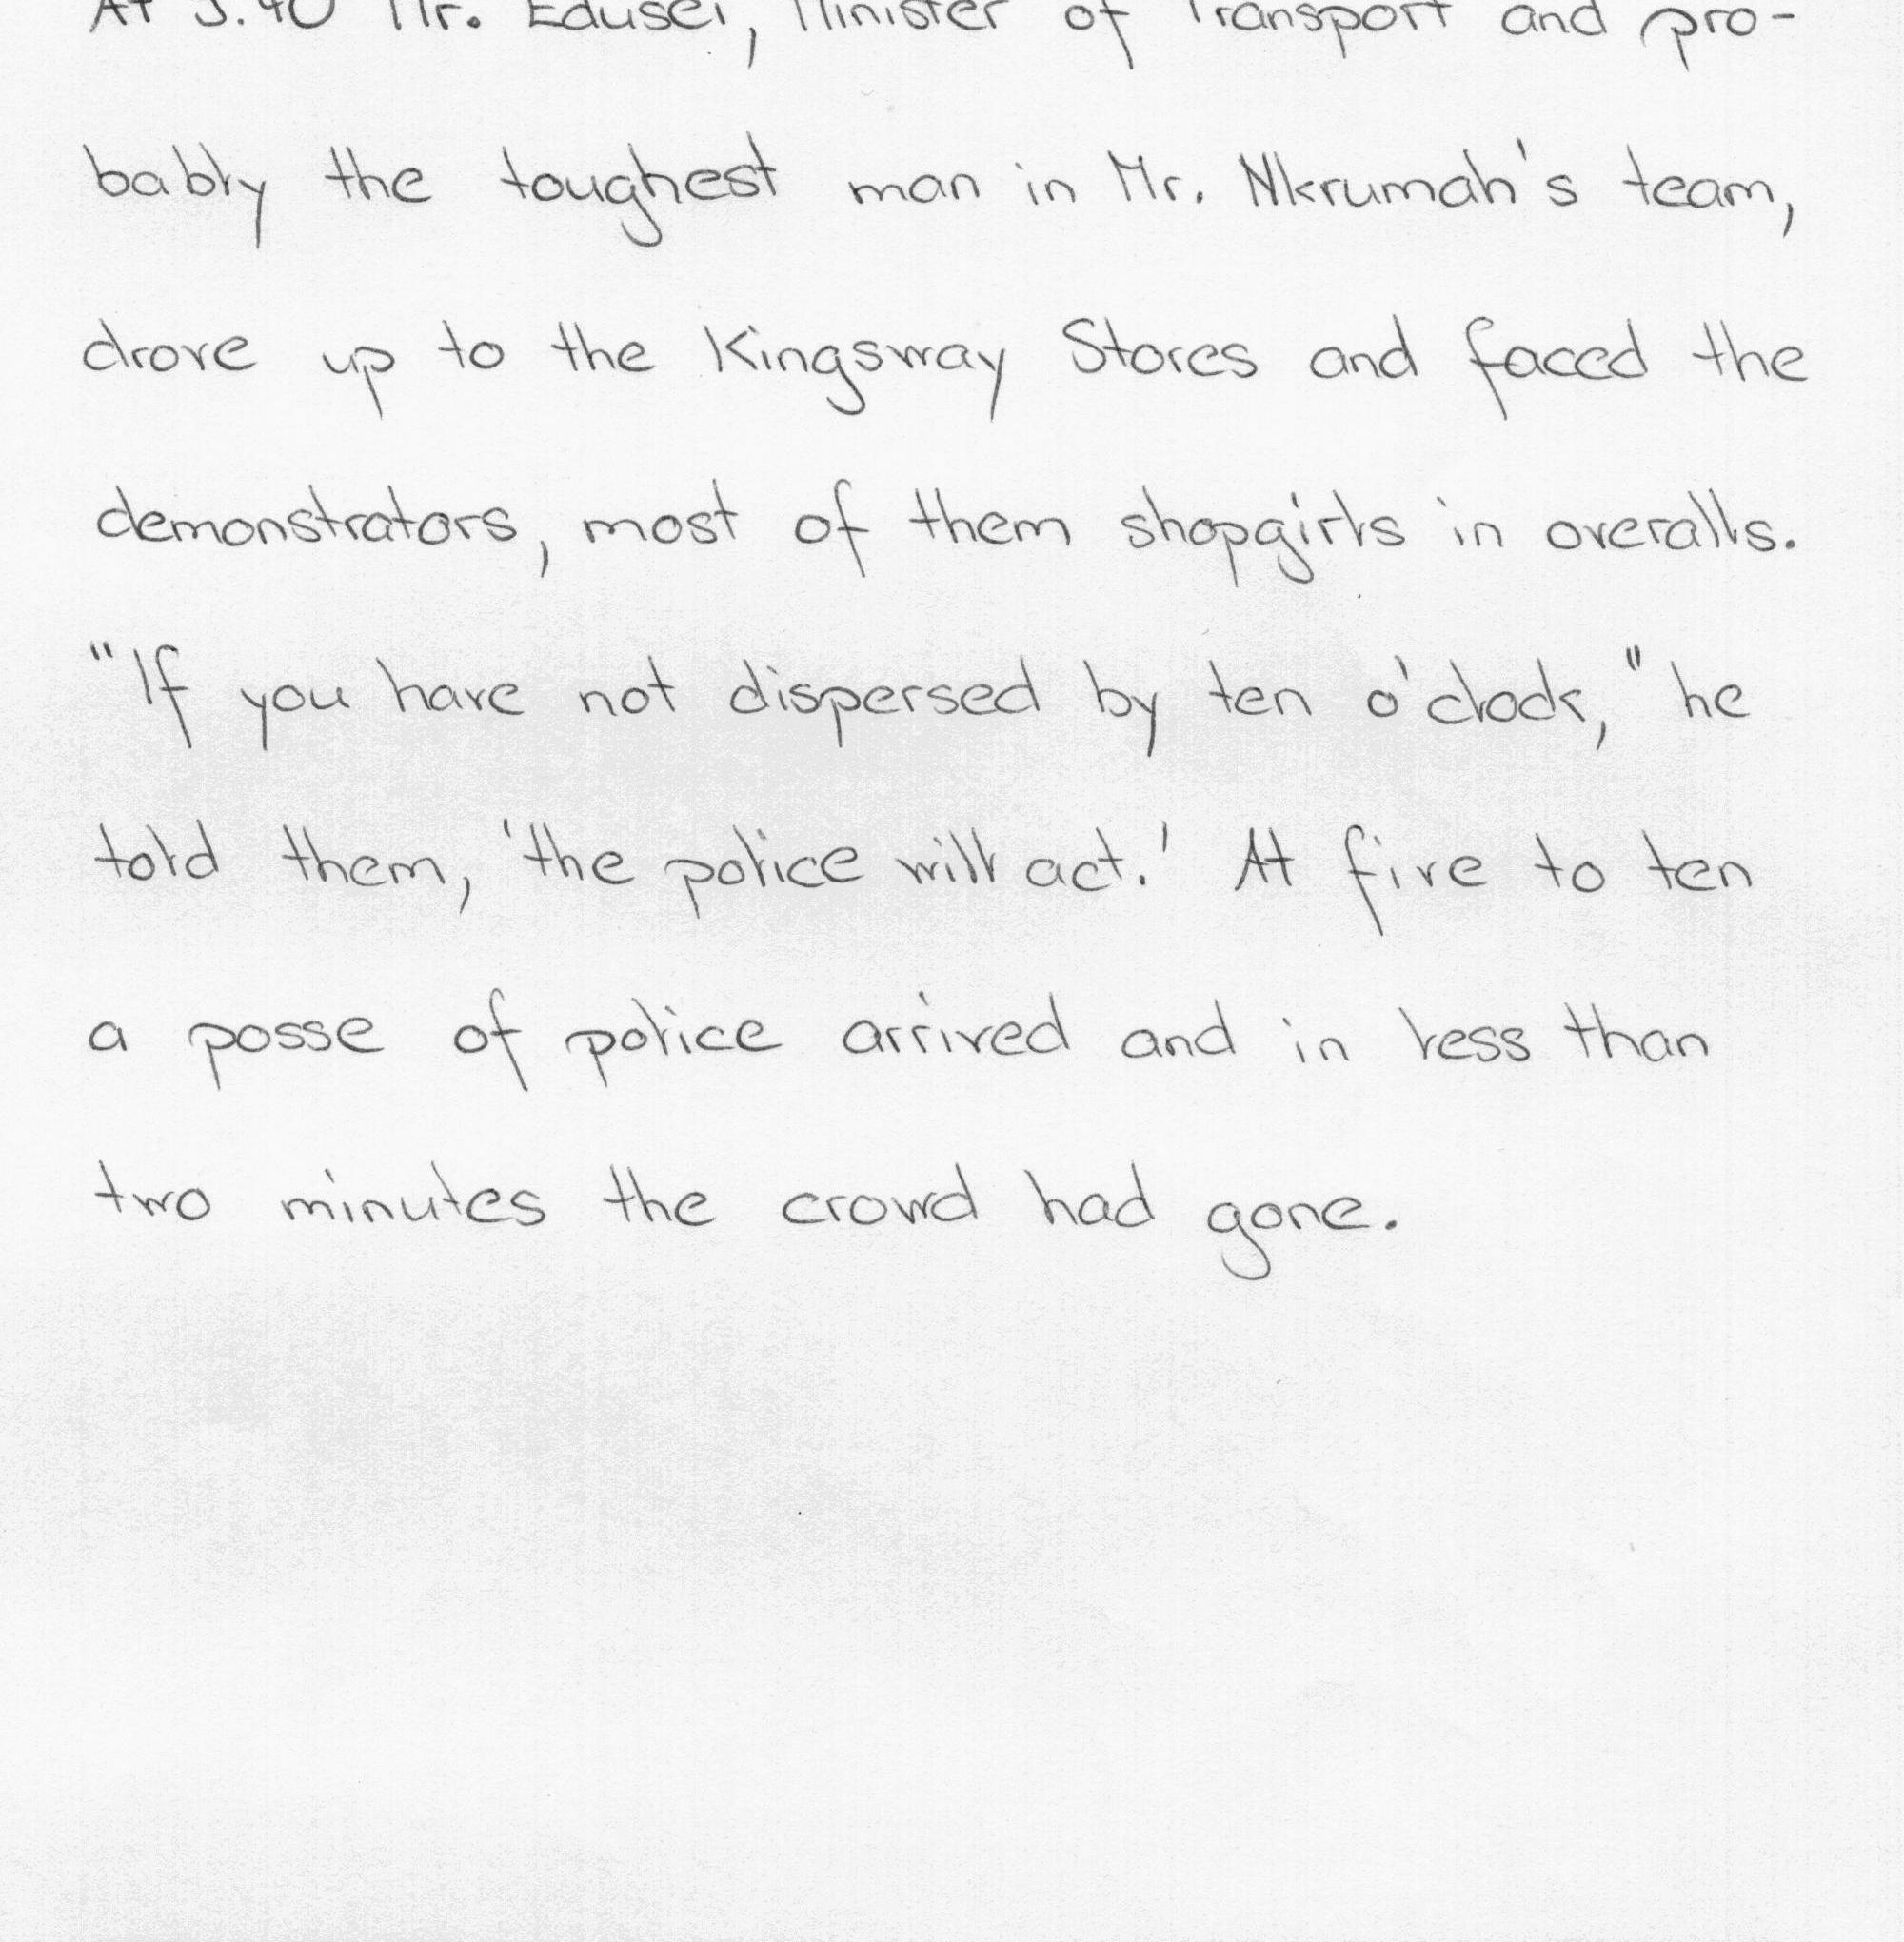 At 9.40 Mr. Edusei, Minister of Transport and pro-
bably the toughest man in Mr. Nkrumah's team,
drove up to the Kingsway Stores and faced the
demonstrators, most of them shopgirls in overalls.
"If you have not dispersed by ten o'clock," he
told them, 'the police will act.' At five to ten
a posse of police arrived and in less than
two minutes the crowd had gone.